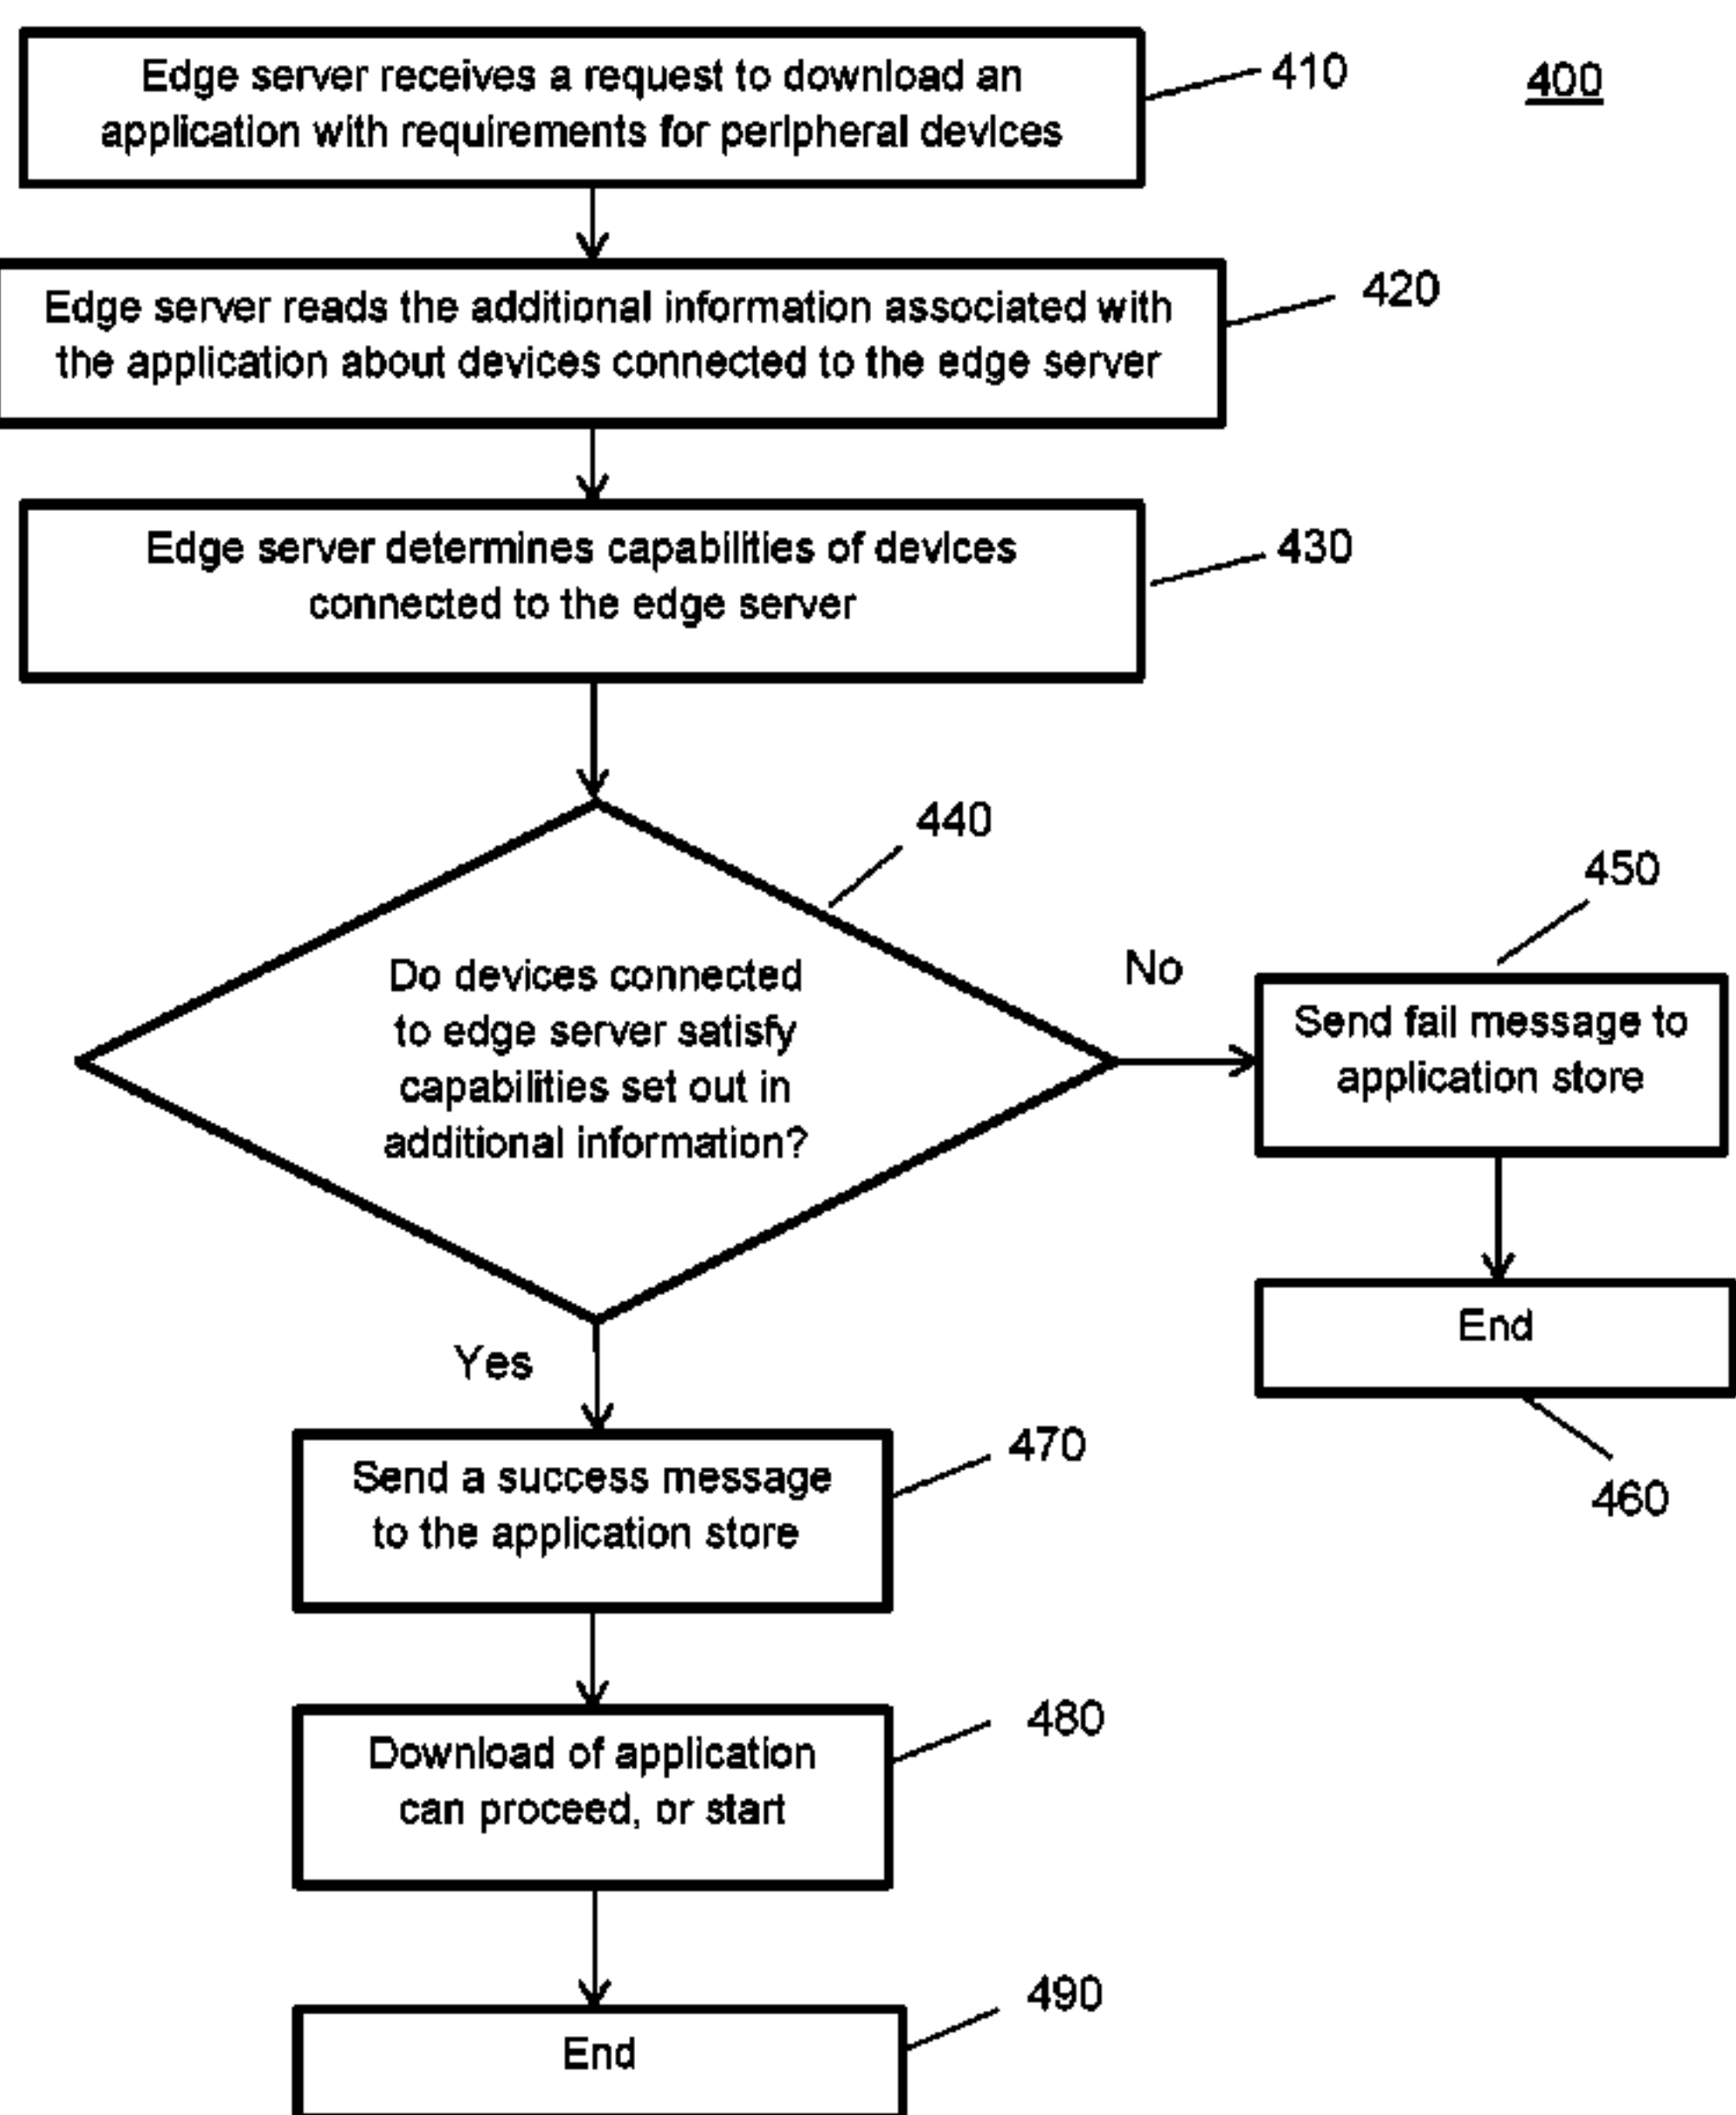 Edge server receives a request to download an
application with requirements for peripheral devices
410
400
Edge server reads the additional information associated with
the application about devices connected to the edge server
420
Edge server determines capabilities of devices
connected to the edge server
430
440
Do devices connected
to edge server satisfy
capabilities set out in
additional information?
No
450
Send fail message to
application store
End
460
Yes
470
Send a success message
to the application store
480
Download of application
can proceed, or start
490
End